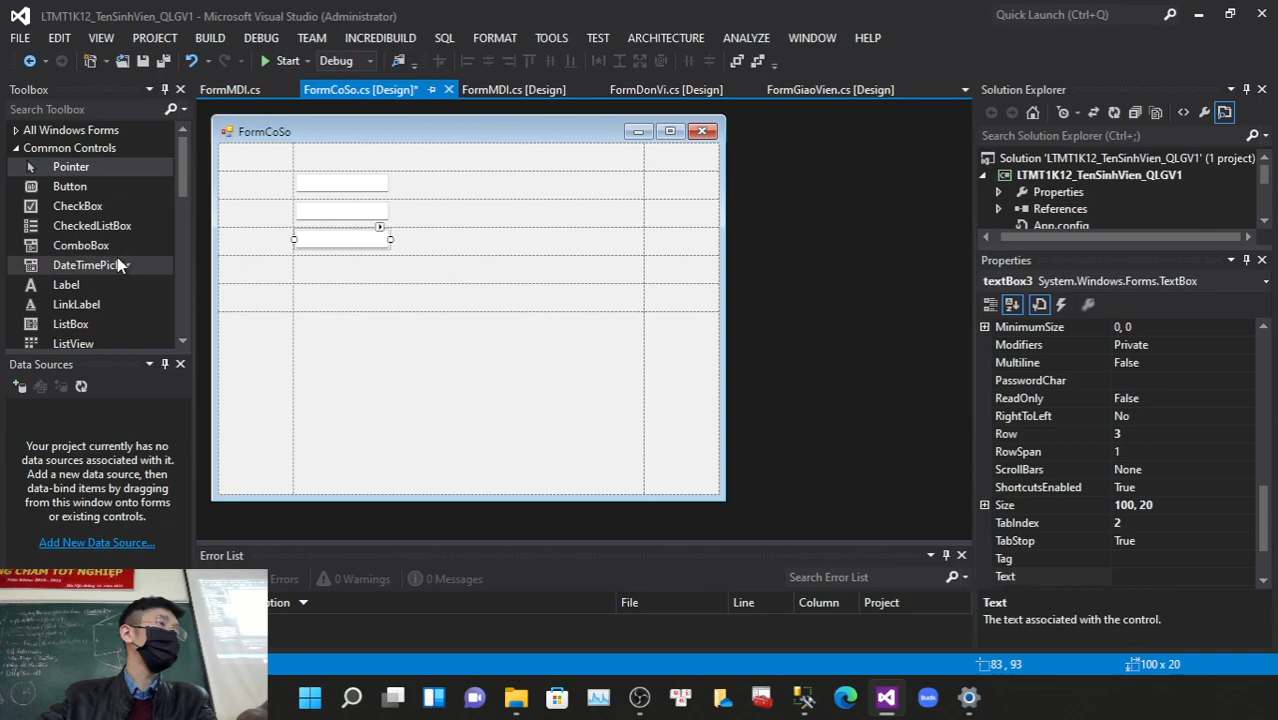 LTMT1K12_TenSinhVien_QLGV1 - Microsoft Visual Studio (Administrator)
Quick Launch (Ctrl+Q)
FILE EDIT VIEW PROJECT BUILD DEBUG TEAM INCREDIBUILD SQL FORMAT TOOLS TEST ARCHITECTURE ANALYZE WINDOW HELP
Start Debug
Toolbox
FormMDI.cs FormCoSo.cs [Design]* FormMDI.cs [Design] FormDonVi.cs [Design] FormGiaoVien.cs [Design]
Solution Explorer
Search Toolbox
All Windows Forms
Common Controls
Pointer
Button
CheckBox
CheckedListBox
ComboBox
DateTimePicker
Label
LinkLabel
ListBox
ListView
Data Sources
Your project currently has no
data sources associated with it.
Add a new data source, then
data-bind items by dragging
from this window onto forms
or existing controls.
Add New Data Source...
FormCoSo
Search Solution Explorer (Ctrl+;)
Solution 'LTMT1K12_TenSinhVien_QLGV1' (1 project)
LTMT1K12_TenSinhVien_QLGV1
Properties
References
App.config
Properties
textBox3 System.Windows.Forms.TextBox
MinimumSize 0, 0
Modifiers Private
Multiline False
PasswordChar
ReadOnly False
RightToLeft No
Row 3
RowSpan 1
ScrollBars None
ShortcutsEnabled True
Size 100, 20
TabIndex 2
TabStop True
Tag
Text
Text
The text associated with the control.
Error List
Errors 0 Warnings 0 Messages
Search Error List
File Line Column Project
83 , 93
100 x 20
CHẤM TỐT NGHIỆP